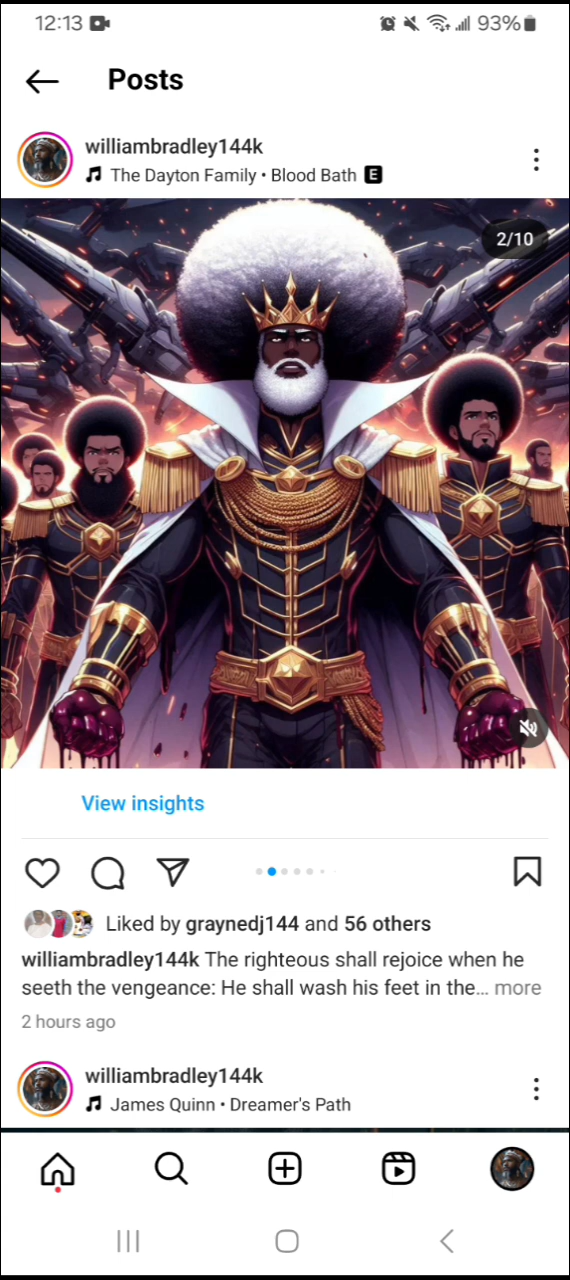 12:13 93%
Posts
williambradley144k
The Dayton Family • Blood Bath E
2/10
View insights
Liked by graynedj144 and 56 others
williambradley144k The righteous shall rejoice when he
seeth the vengeance: He shall wash his feet in the... more
2 hours ago
williambradley144k
James Quinn • Dreamer's Path